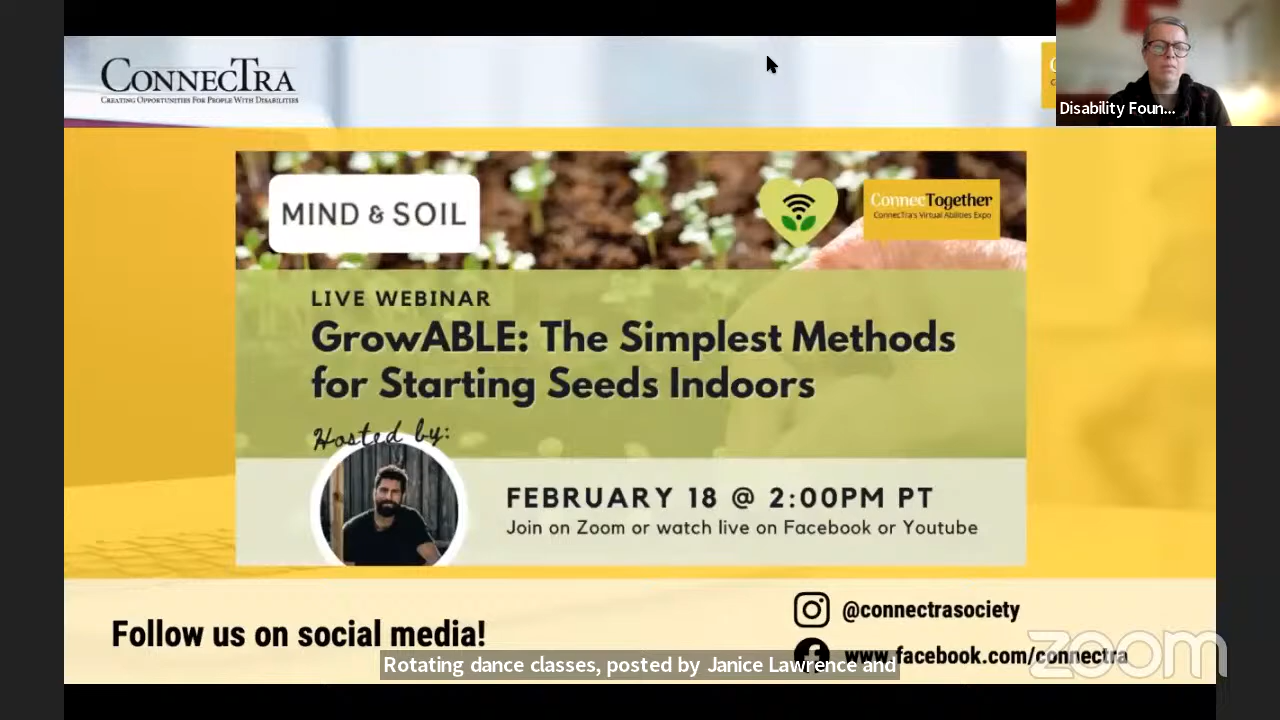 CONNECTRA
CREATING OPPORTUNITIES FOR PEOPLE WITH DISABILITIES
Disability Foun...
MIND & SOIL
ConnecTogether
ConnecTra's Virtual Abilities Expo
LIVE WEBINAR
GrowABLE: The Simplest Methods
for Starting Seeds Indoors
Hosted by:
FEBRUARY 18 @ 2:00PM PT
Join on Zoom or watch live on Facebook or Youtube
Follow us on social media!
@connectrasociety
www.facebook.com/connectra
zoom
Rotating dance classes, posted by Janice Lawrence and